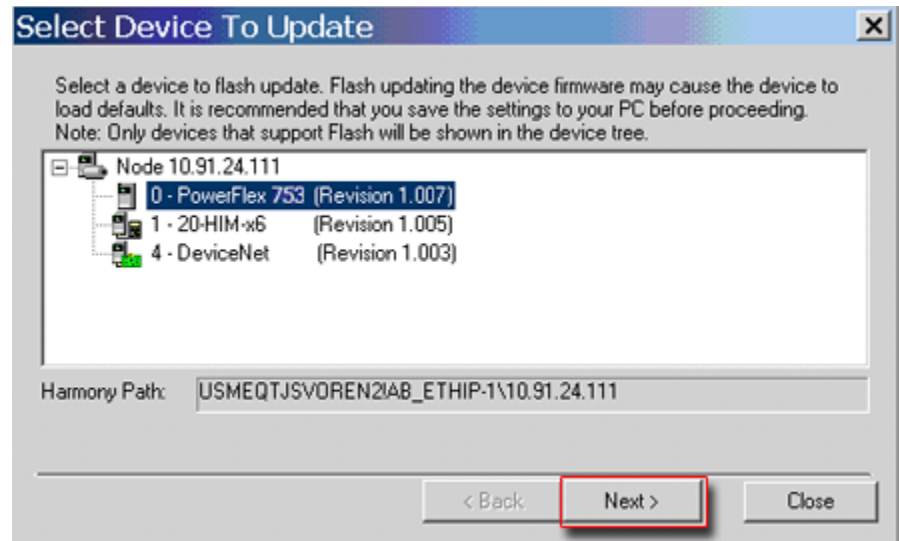 Select Device To Update
Select a device to flash update. Flash updating the device firmware may cause the device to
load defaults. It is recommended that you save the settings to your PC before proceeding.
Note: Only devices that support Flash will be shown in the device tree.
Node 10.91.24.111
0 - PowerFlex 753 (Revision 1.007)
1 - 20-HIM-x6 (Revision 1.005)
4 - DeviceNet (Revision 1.003)
Harmony Path: USMEQTJSVOREN2!AB_ETHIP-1\10.91.24.111
< Back Next > Close